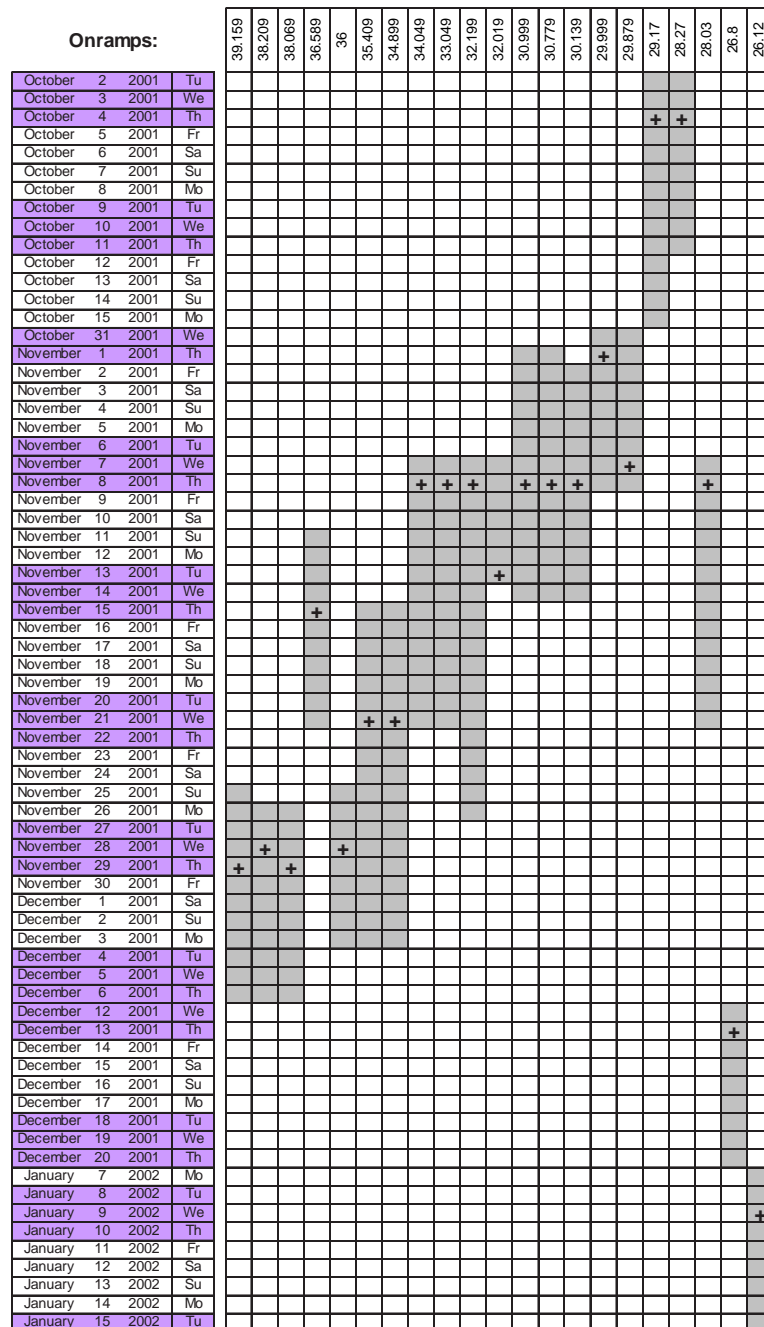 Onramps: 39.159 38.209 38.069 36.589 36 35.409 34.899 34.049 33.049 32.199 32.019 30.999 30.779 30.139 29.999 29.879 29.17 28.27 28.03 26.8 26.12
October 2 2001 Tu
October 3 2001 We
October 4 2001 Th + +
October 5 2001 Fr
October 6 2001 Sa
October 7 2001 Su
October 8 2001 Mo
October 9 2001 Tu
October 10 2001 We
October 11 2001 Th
October 12 2001 Fr
October 13 2001 Sa
October 14 2001 Su
October 15 2001 Mo
October 31 2001 We
November 1 2001 Th +
November 2 2001 Fr
November 3 2001 Sa
November 4 2001 Su
November 5 2001 Mo
November 6 2001 Tu
November 7 2001 We +
November 8 2001 Th + + + + + + +
November 9 2001 Fr
November 10 2001 Sa
November 11 2001 Su
November 12 2001 Mo
November 13 2001 Tu +
November 14 2001 We
November 15 2001 Th +
November 16 2001 Fr
November 17 2001 Sa
November 18 2001 Su
November 19 2001 Mo
November 20 2001 Tu
November 21 2001 We + +
November 22 2001 Th
November 23 2001 Fr
November 24 2001 Sa
November 25 2001 Su
November 26 2001 Mo
November 27 2001 Tu
November 28 2001 We + +
November 29 2001 Th + +
November 30 2001 Fr
December 1 2001 Sa
December 2 2001 Su
December 3 2001 Mo
December 4 2001 Tu
December 5 2001 We
December 6 2001 Th
December 12 2001 We
December 13 2001 Th +
December 14 2001 Fr
December 15 2001 Sa
December 16 2001 Su
December 17 2001 Mo
December 18 2001 Tu
December 19 2001 We
December 20 2001 Th
January 7 2002 Mo
January 8 2002 Tu
January 9 2002 We +
January 10 2002 Th
January 11 2002 Fr
January 12 2002 Sa
January 13 2002 Su
January 14 2002 Mo
January 15 2002 Tu